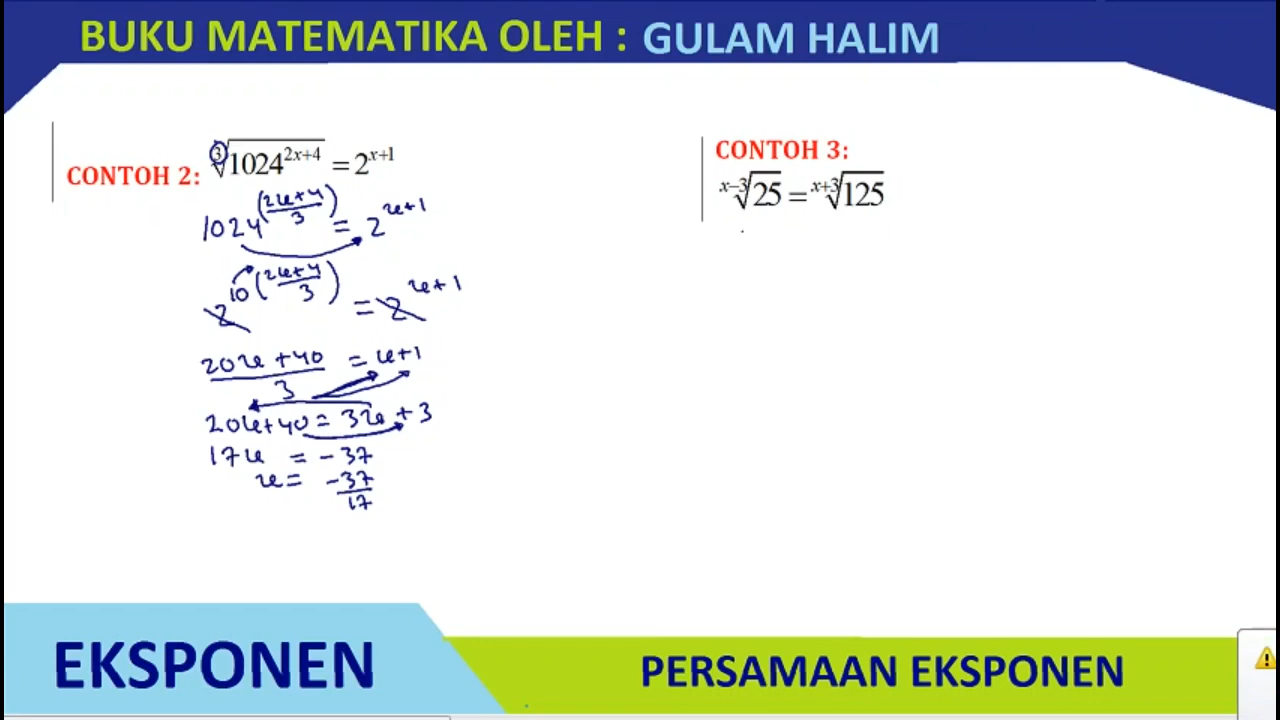 BUKU MATEMATIKA OLEH : GULAM HALIM
CONTOH 2: ∛(1024^(2x+4)) = 2^(x+1)
1024^((2x+4)/3) = 2^(x+1)
2^(10((2x+4)/3)) = 2^(x+1)
(20x+40)/3 = x+1
20x+40 = 3x+3
17x = -37
x = -37/17
CONTOH 3:
ˣ⁻³√25 = ˣ⁺³√125
EKSPONEN
PERSAMAAN EKSPONEN